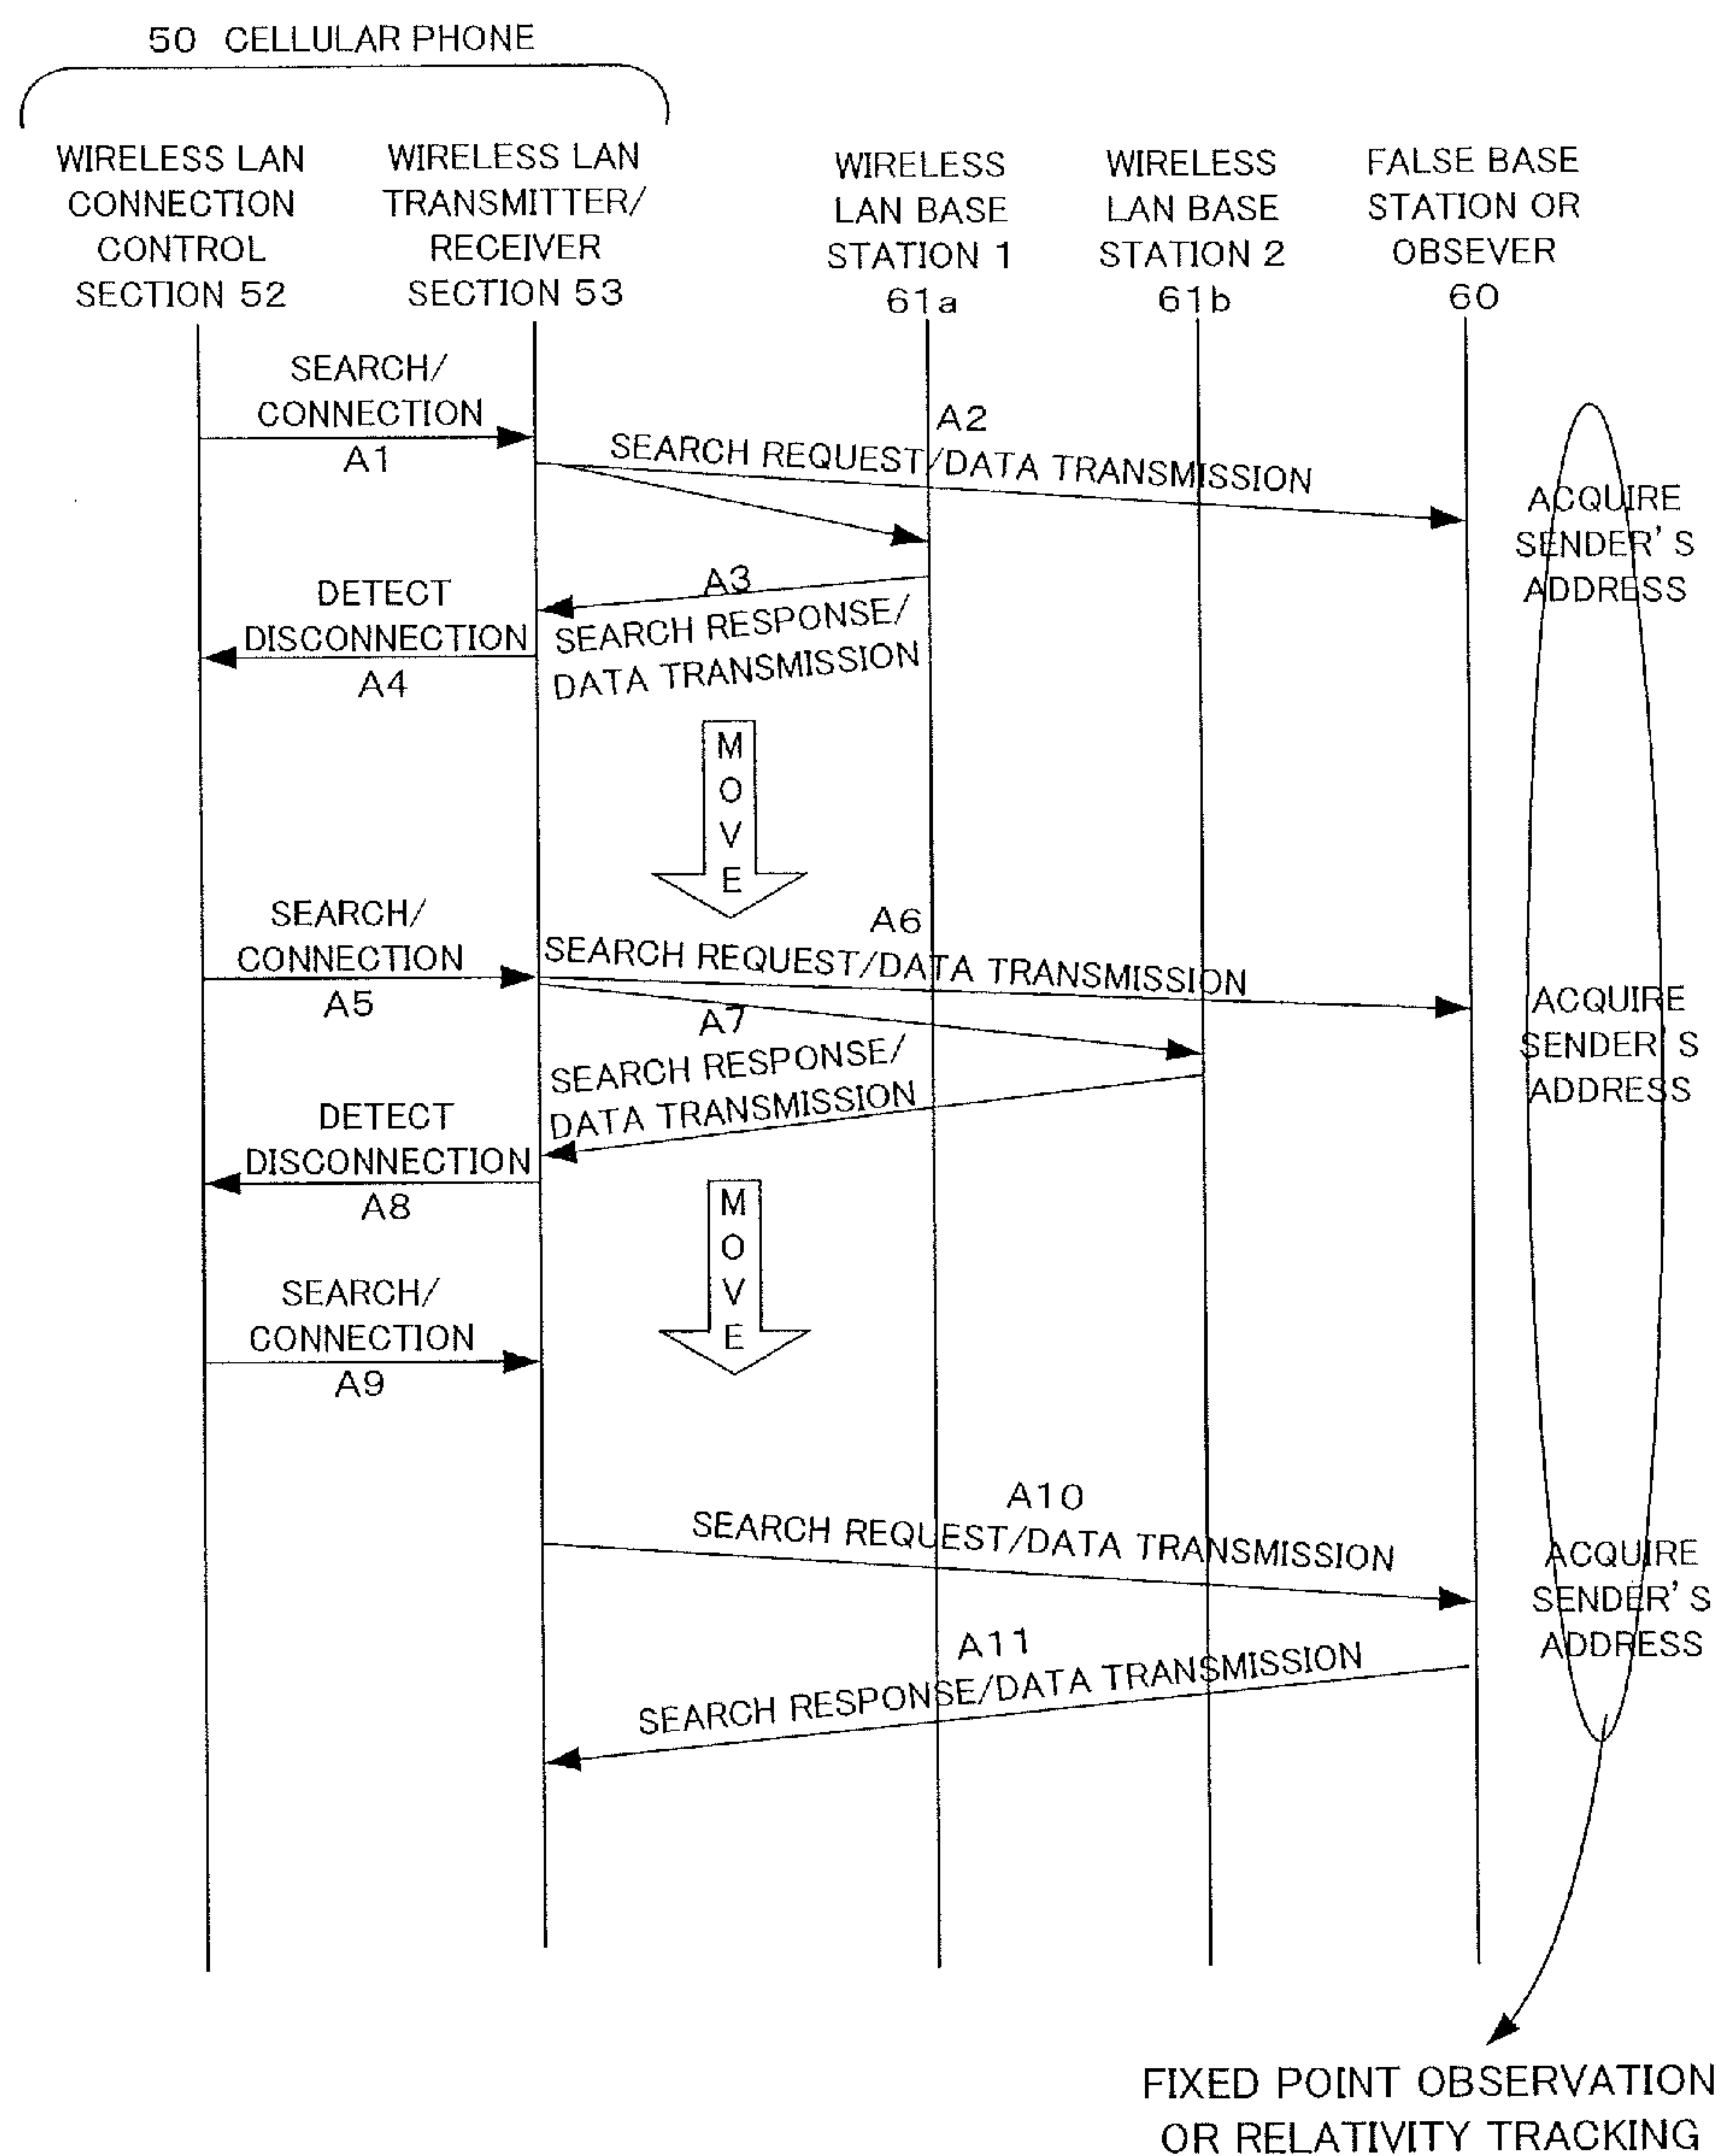 50 CELLULAR PHONE
WIRELESS LAN
CONNECTION
CONTROL
SECTION 52
WIRELESS LAN
TRANSMITTER/
RECEIVER
SECTION 53
WIRELESS
LAN BASE
STATION 1
61a
WIRELESS
LAN BASE
STATION 2
61b
FALSE BASE
STATION OR
OBSEVER
60
SEARCH/
CONNECTION
A1
A2
SEARCH REQUEST/DATA TRANSMISSION
ACQUIRE
SENDER'S
ADDRESS
A3
SEARCH RESPONSE/
DATA TRANSMISSION
DETECT
DISCONNECTION
A4
MOVE
SEARCH/
CONNECTION
A5
A6
SEARCH REQUEST/DATA TRANSMISSION
ACQUIRE
SENDER'S
ADDRESS
A7
SEARCH RESPONSE/
DATA TRANSMISSION
DETECT
DISCONNECTION
A8
MOVE
SEARCH/
CONNECTION
A9
A10
SEARCH REQUEST/DATA TRANSMISSION
ACQUIRE
SENDER'S
ADDRESS
A11
SEARCH RESPONSE/DATA TRANSMISSION
FIXED POINT OBSERVATION
OR RELATIVITY TRACKING